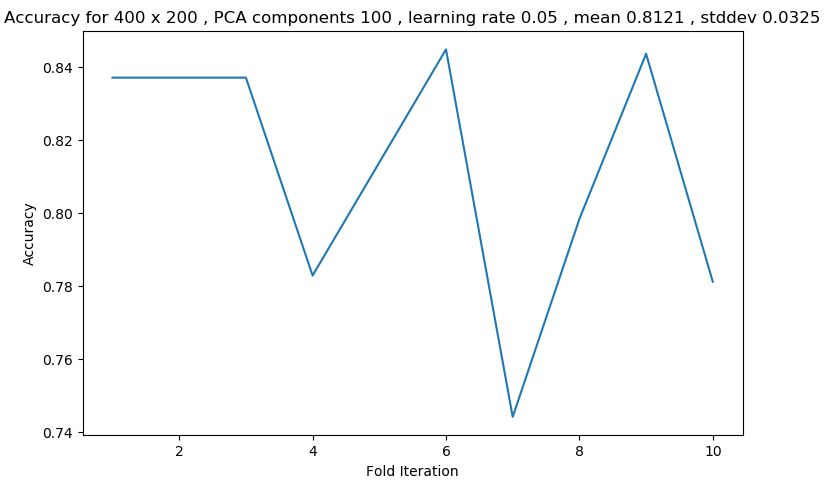 Accuracy for 400 x 200 , PCA components 100 , learning rate 0.05 , mean 0.8121 , stddev 0.0325
0.84
0.82
0.80
0.78
0.76
0.74
Accuracy
2 4 6 8 10
Fold Iteration